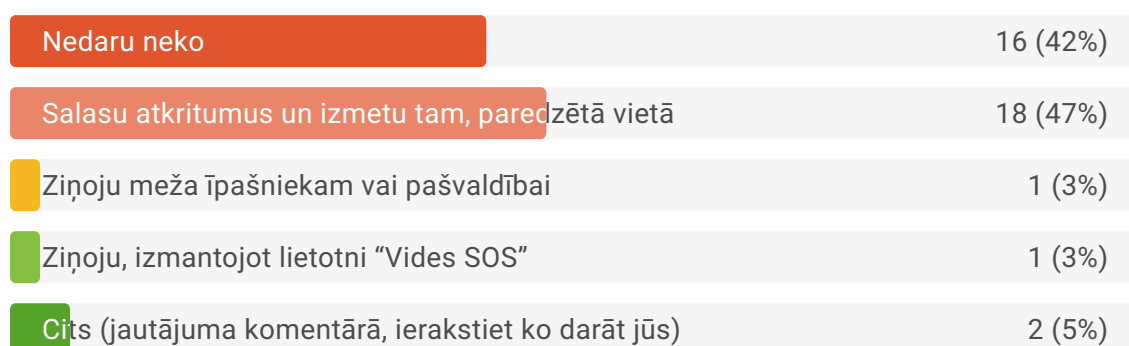 Nedaru neko 16 (42%)
Salasu atkritumus un izmetu tam, paredzētā vietā 18 (47%)
Ziņoju meža īpašniekam vai pašvaldībai 1 (3%)
Ziņoju, izmantojot lietotni “Vides SOS” 1 (3%)
Cits (jautājuma komentārā, ierakstiet ko darāt jūs) 2 (5%)